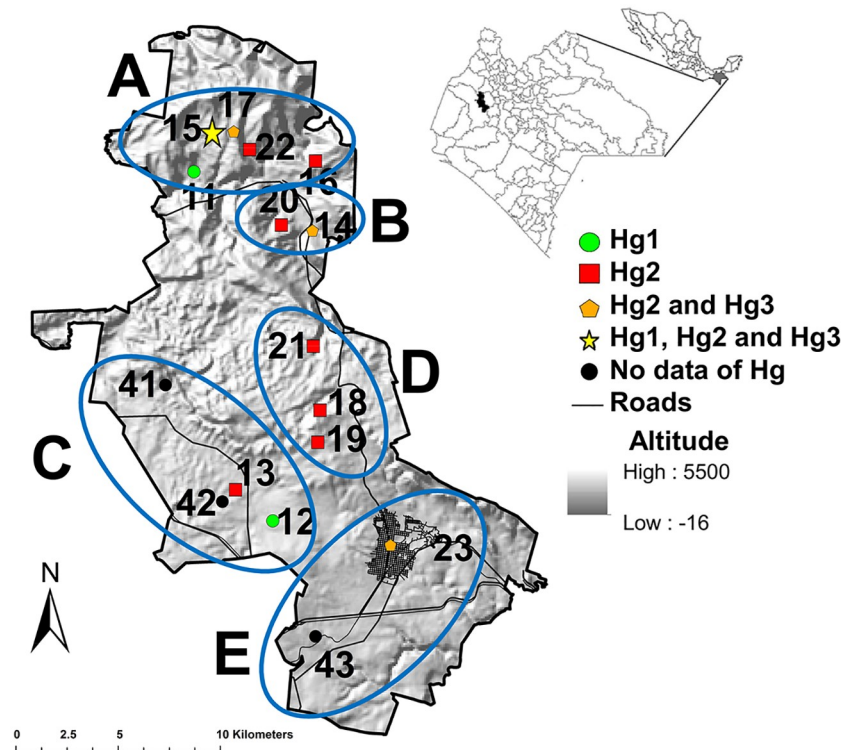 A
17
15
22
16
11
20
14
B
Hg1
Hg2
Hg2 and Hg3
Hg1, Hg2 and Hg3
No data of Hg
Roads
Altitude
High : 5500
Low : -16
21
D
41
18
19
C
13
42
12
23
N
E
43
0 2.5 5 10 Kilometers